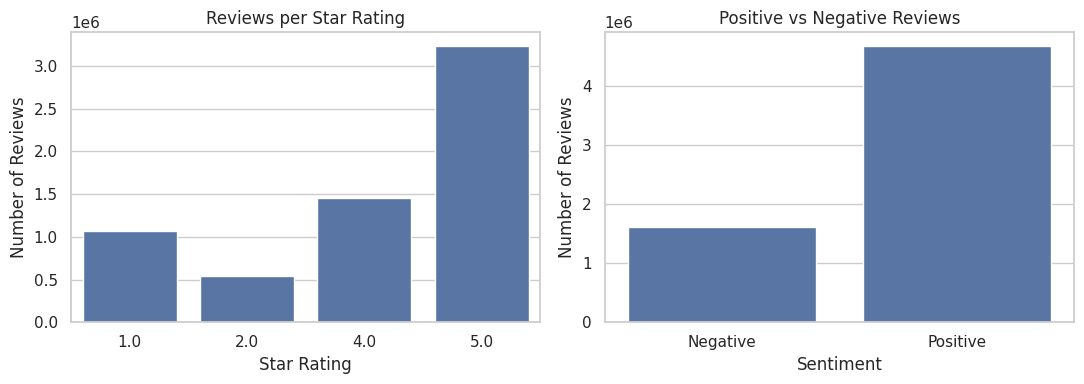 Reviews per Star Rating
1e6
3.0
2.5
2.0
1.5
1.0
0.5
0.0
Number of Reviews
1.0 2.0 4.0 5.0
Star Rating
Positive vs Negative Reviews
1e6
4
3
2
1
0
Number of Reviews
Negative Positive
Sentiment